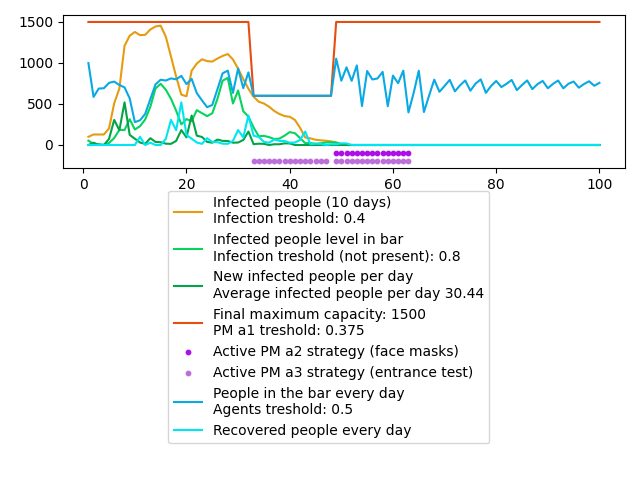 1500
1000
500
0
0
20
40
60
80
100
Infected people (10 days)
Infection treshold: 0.4
Infected people level in bar
Infection treshold (not present): 0.8
New infected people per day
Average infected people per day 30.44
Final maximum capacity: 1500
PM a1 treshold: 0.375
Active PM a2 strategy (face masks)
Active PM a3 strategy (entrance test)
People in the bar every day
Agents treshold: 0.5
Recovered people every day